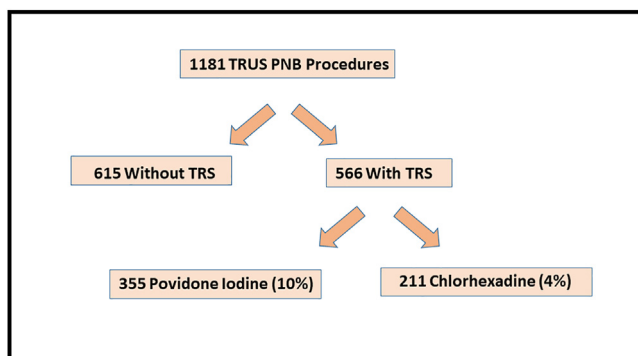 1181 TRUS PNB Procedures
615 Without TRS
566 With TRS
355 Povidone Iodine (10%)
211 Chlorhexadine (4%)